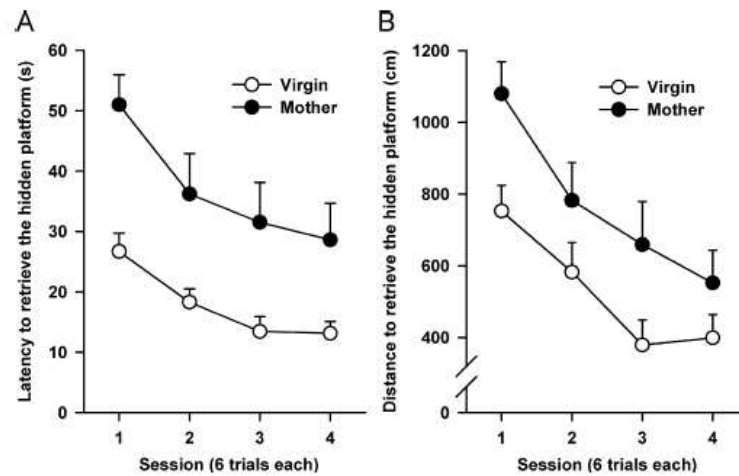 A
Latency to retrieve the hidden platform (s)
60
50
40
30
20
10
0
Virgin
Mother
1 2 3 4
Session (6 trials each)
B
Distance to retrieve the hidden platform (cm)
1200
1000
800
600
400
0
Virgin
Mother
1 2 3 4
Session (6 trials each)